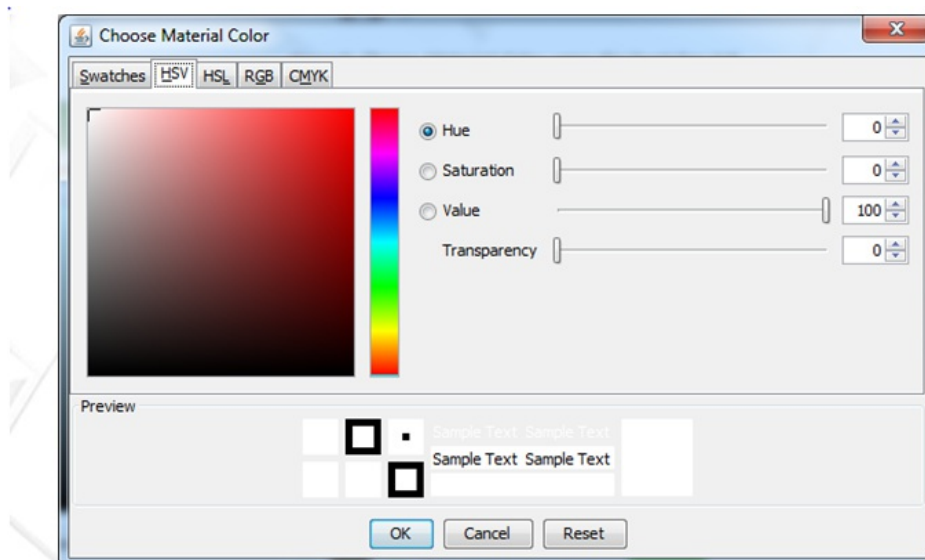 Choose Material Color
Swatches HSV HSL RGB CMYK
Hue 0
Saturation 0
Value 100
Transparency 0
Preview
Sample Text Sample Text
Sample Text Sample Text
OK Cancel Reset